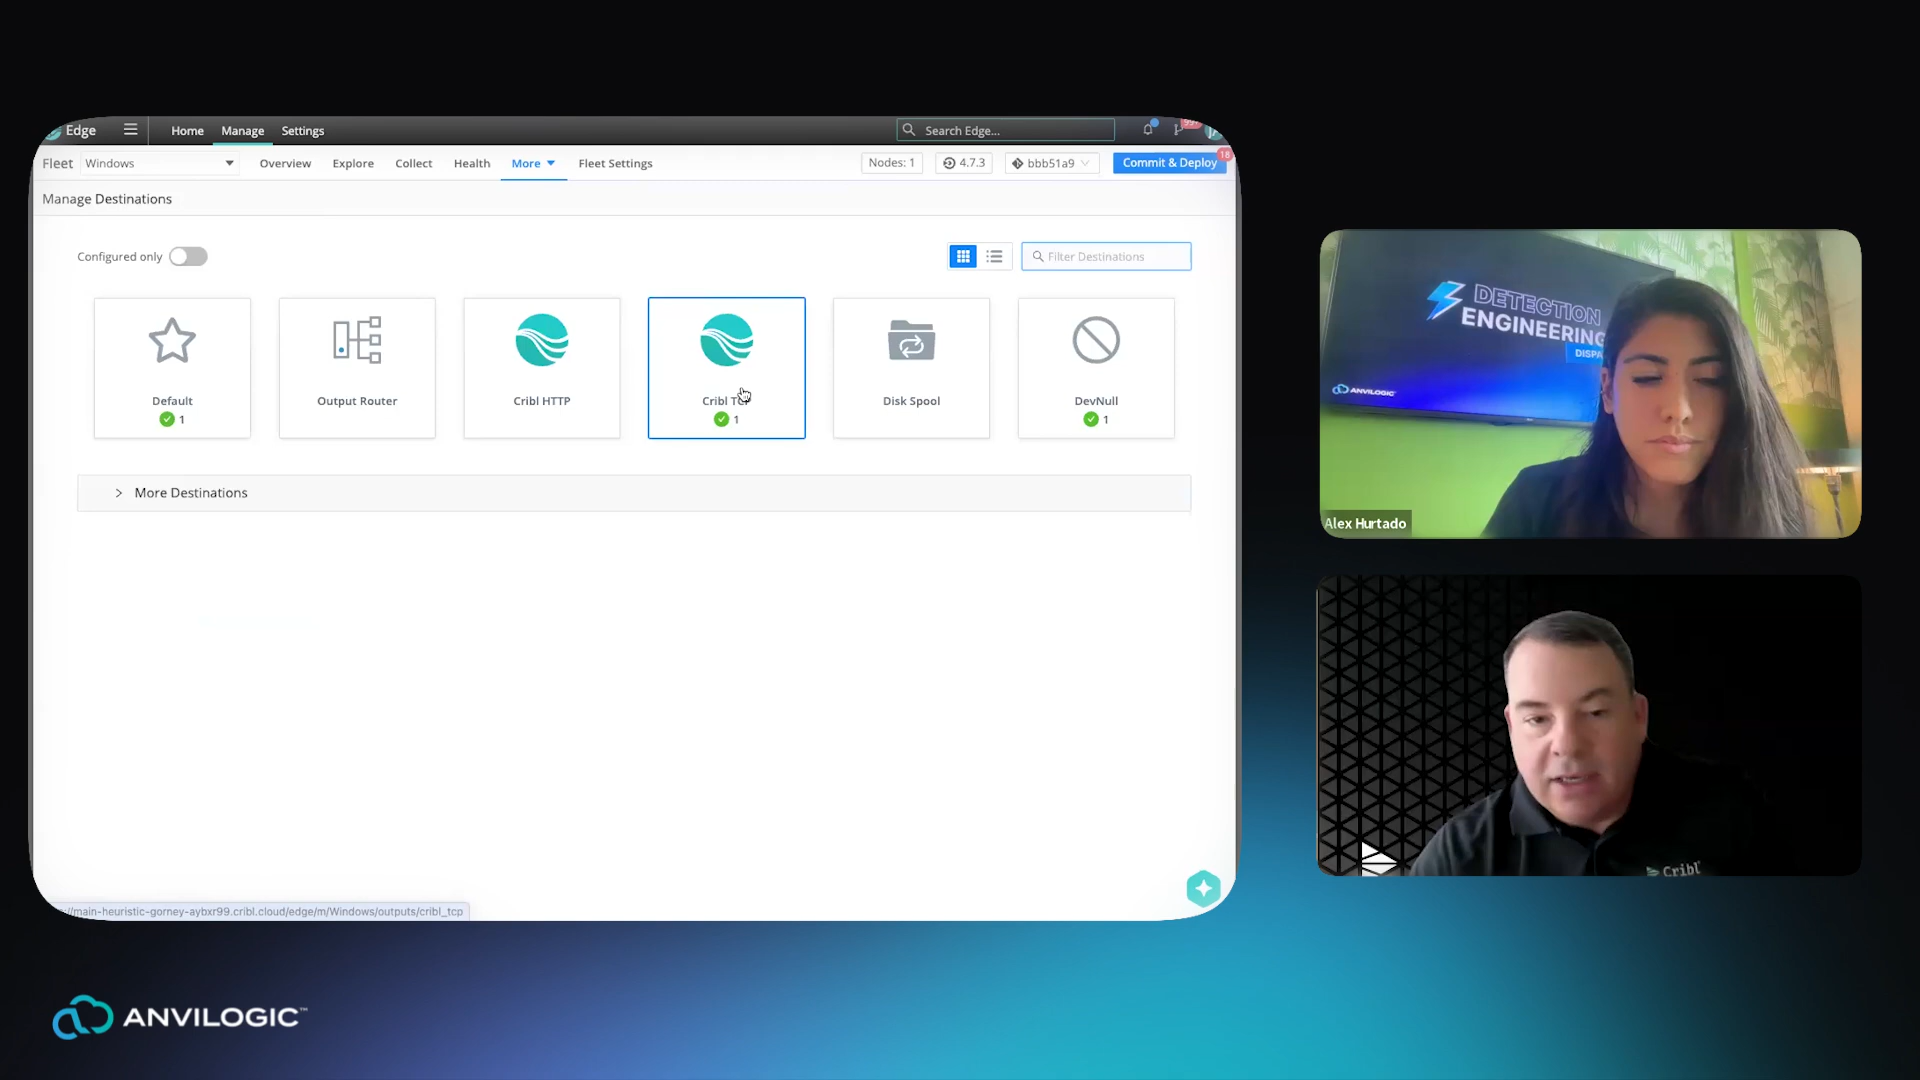 Edge
Home
Manage
Settings
Search Edge...
99+
Fleet
Windows
Overview
Explore
Collect
Health
More
Fleet Settings
Nodes: 1
4.7.3
bbb51a9
Commit & Deploy
18
Manage Destinations
Configured only
Filter Destinations
Default
1
Output Router
Cribl HTTP
Cribl
1
Disk Spool
DevNull
1
More Destinations
://main-heuristic-gorney-aybxr99.cribl.cloud/edge/m/Windows/outputs/cribl_tcp
DETECTION
ENGINEERING
DISPA
ANVILOGIC
Alex Hurtado
Cribl
ANVILOGIC™